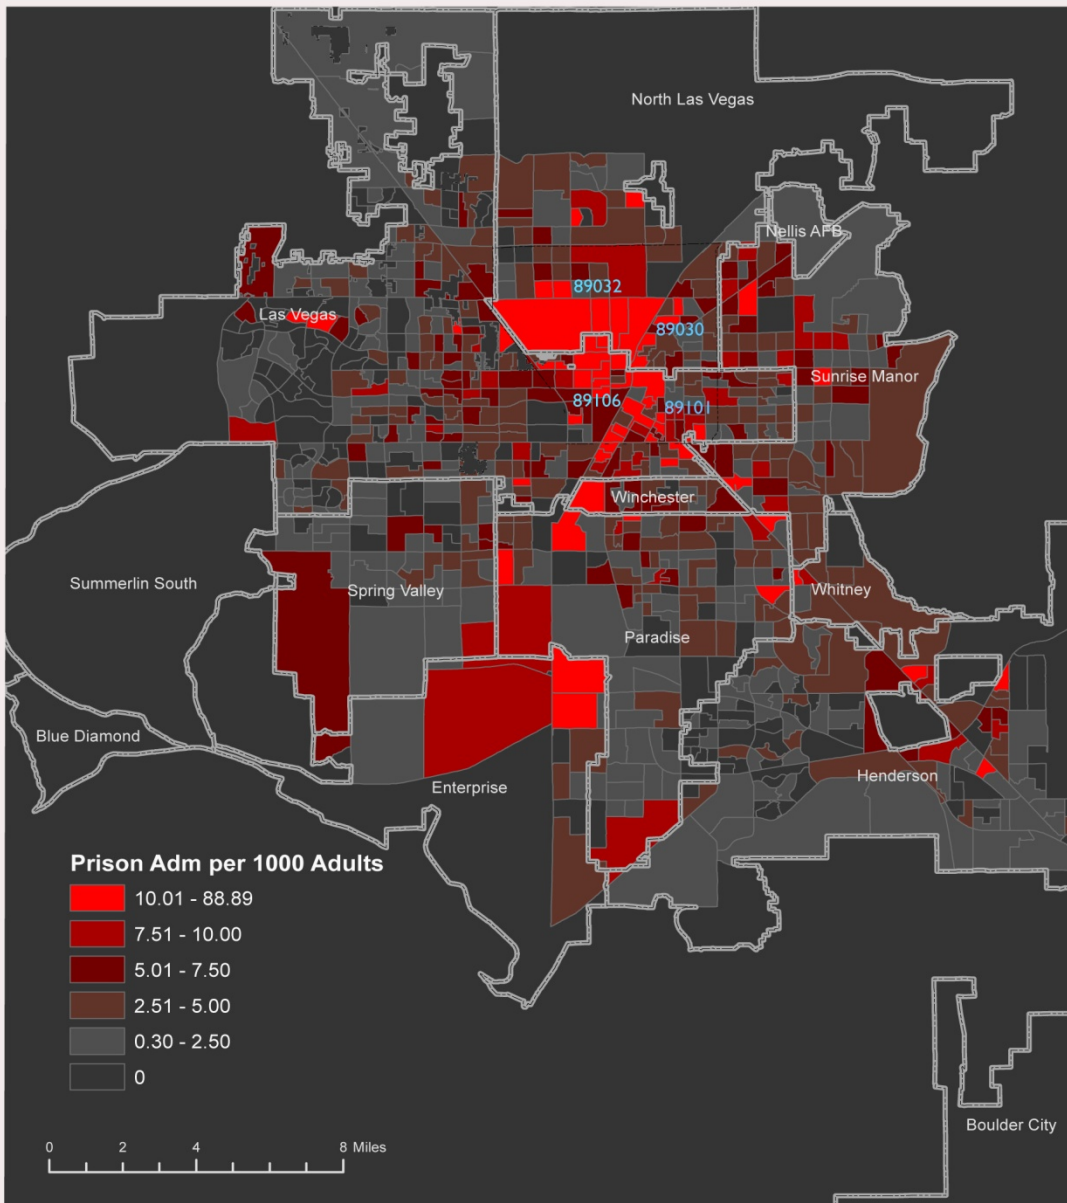 North Las Vegas
Nellis AFB
89032
Las Vegas
89030
Sunrise Manor
89106
89101
Winchester
Summerlin South
Spring Valley
Whitney
Paradise
Blue Diamond
Henderson
Enterprise
Prison Adm per 1000 Adults
10.01 - 88.89
7.51 - 10.00
5.01 - 7.50
2.51 - 5.00
0.30 - 2.50
0
0 2 4 8 Miles
Boulder City